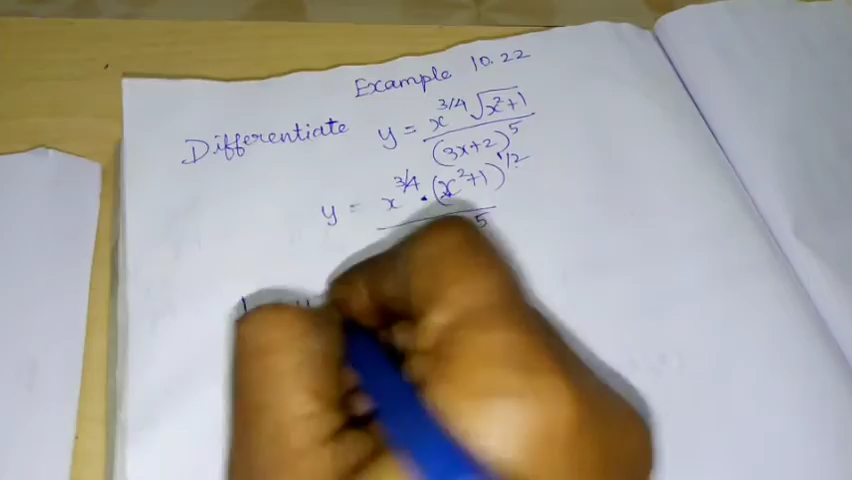 Example 10.22
Differentiate y = x^{3/4} √(x²+1) / (3x+2)^5
y = x^{3/4} · (x²+1)^{1/2} / 5